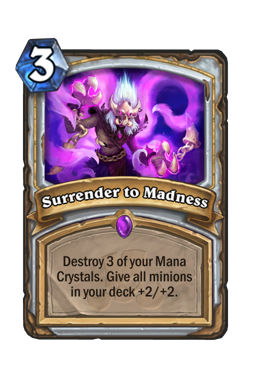 3
Surrender to Madness
Destroy 3 of your Mana
Crystals. Give all minions
in your deck +2/+2.